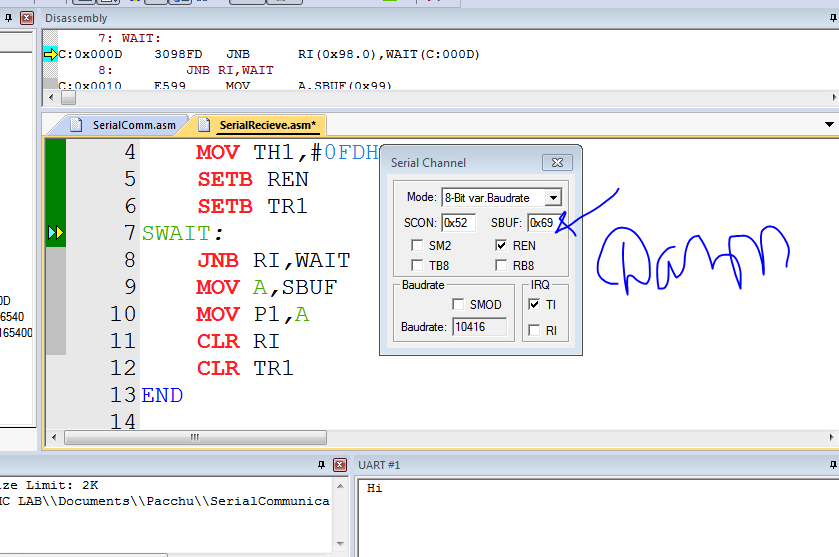 Disassembly
7: WAIT:
C:0x000D 3098FD JNB RI(0x98.0),WAIT(C:000D)
8: JNB RI,WAIT
C:0x0010 E599 MOV A,SBUF(0x99)
SerialComm.asm SerialRecieve.asm*
4 MOV TH1,#0FDH
5 SETB REN
6 SETB TR1
7 SWAIT:
8 JNB RI,WAIT
9 MOV A,SBUF
10 MOV P1,A
11 CLR RI
12 CLR TR1
13 END
14
Serial Channel
Mode: 8-Bit var.Baudrate
SCON: 0x52 SBUF: 0x69
SM2 REN
TB8 RB8
Baudrate IRQ
SMOD TI
Baudrate: 10416 RI
0D
6540
165400
ize Limit: 2K
IC LAB\\Documents\\Pacchu\\SerialCommunica
UART #1
Hi